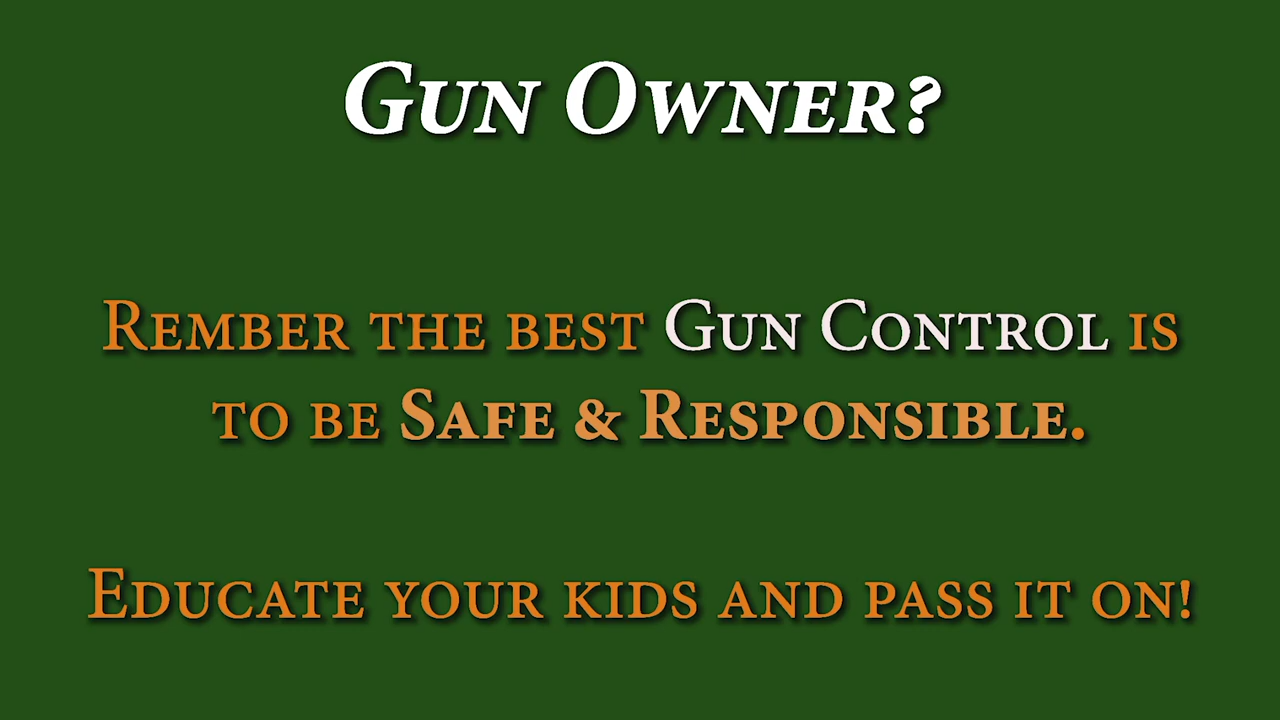 Gun Owner?
Rember the best Gun Control is
to be Safe & Responsible.
Educate your kids and pass it on!